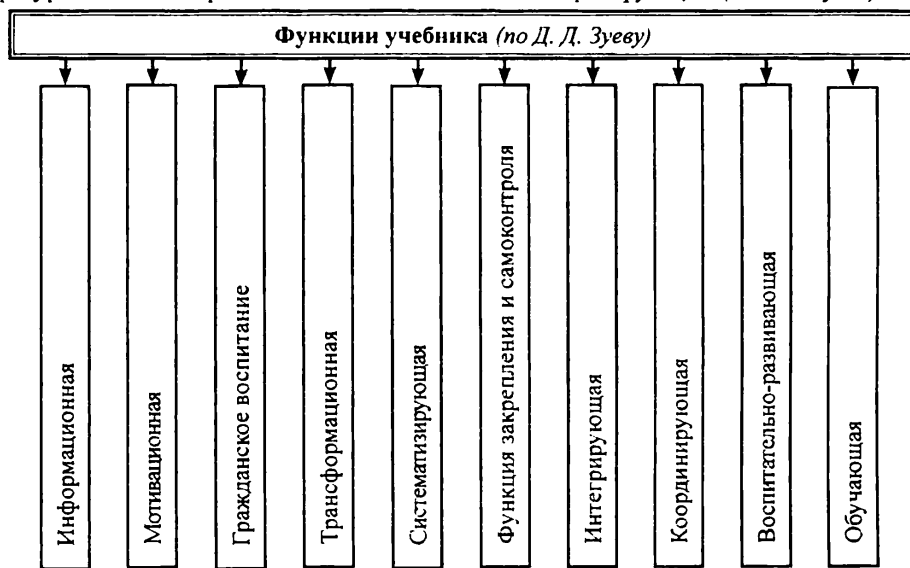 Функции учебника (по Д. Д. Зуеву)
Информационная
Мотивационная
Гражданское воспитание
Трансформационная
Систематизирующая
Функция закрепления и самоконтроля
Интегрирующая
Координирующая
Воспитательно-развивающая
Обучающая